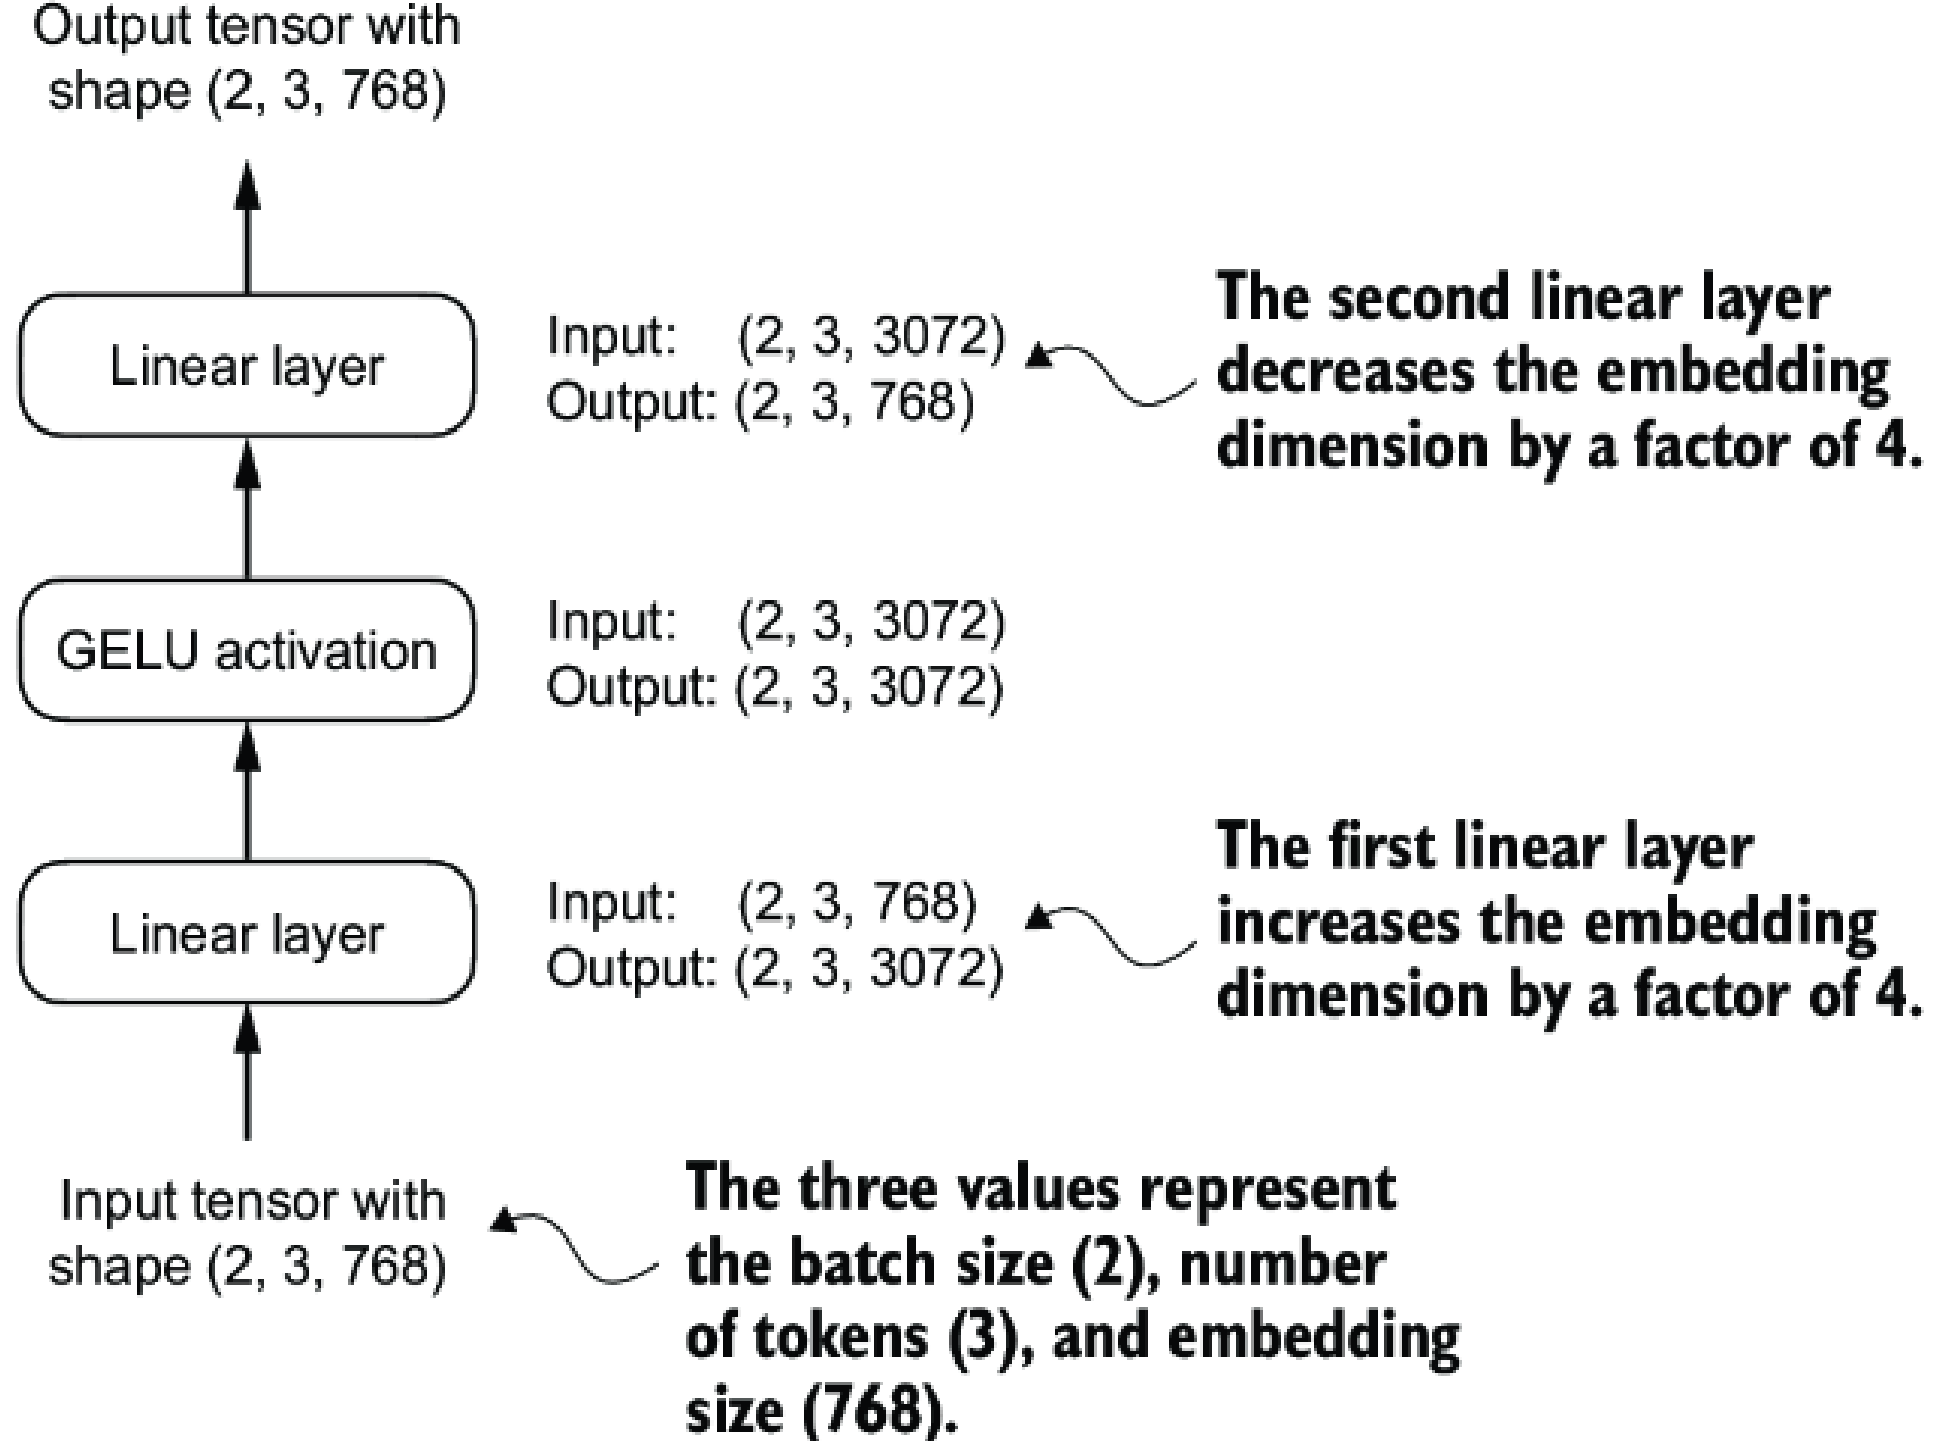 Output tensor with
shape (2, 3, 768)
Linear layer
Input: (2, 3, 3072)
Output: (2, 3, 768)
The second linear layer
decreases the embedding
dimension by a factor of 4.
GELU activation
Input: (2, 3, 3072)
Output: (2, 3, 3072)
Linear layer
Input: (2, 3, 768)
Output: (2, 3, 3072)
The first linear layer
increases the embedding
dimension by a factor of 4.
Input tensor with
shape (2, 3, 768)
The three values represent
the batch size (2), number
of tokens (3), and embedding
size (768).